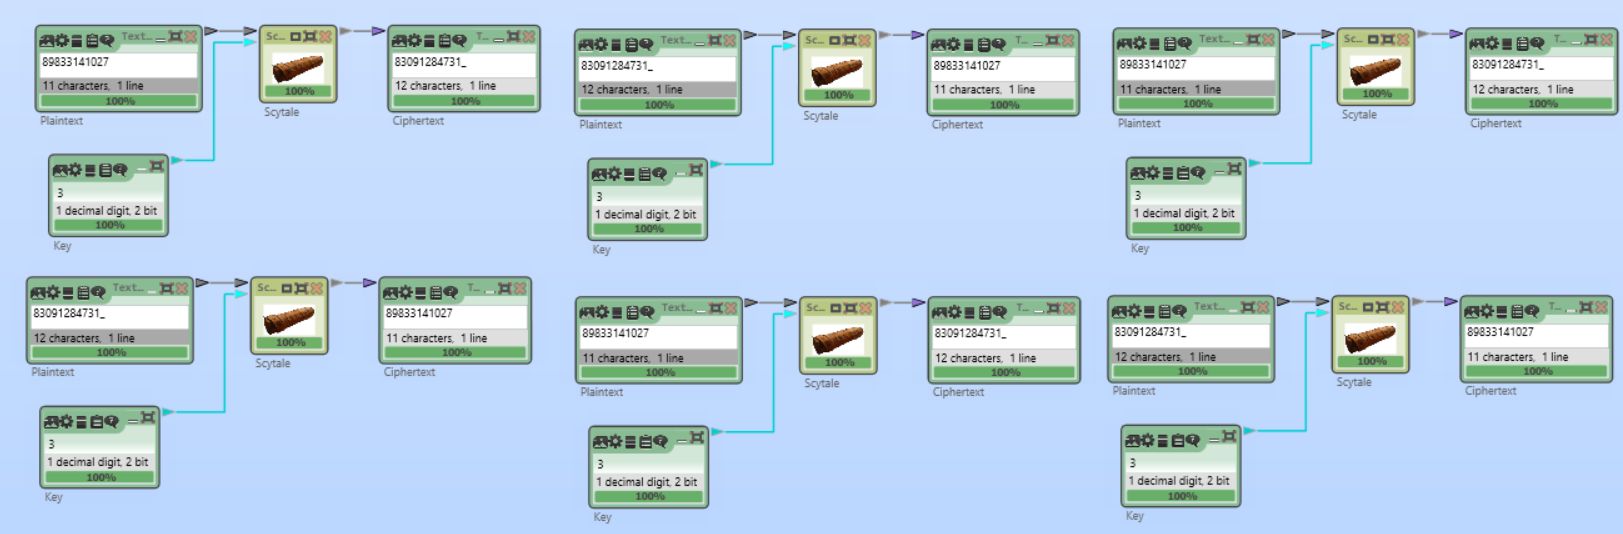 Text...
Sc...
T...
89833141027
83091284731_
11 characters,  1 line
12 characters,  1 line
100%
100%
100%
Plaintext
Scytale
Ciphertext
3
1 decimal digit, 2 bit
100%
Key
Text...
Sc...
T...
83091284731_
89833141027
12 characters,  1 line
11 characters,  1 line
100%
100%
100%
Plaintext
Scytale
Ciphertext
3
1 decimal digit, 2 bit
100%
Key
Text...
Sc...
T...
89833141027
83091284731_
11 characters,  1 line
12 characters,  1 line
100%
100%
100%
Plaintext
Scytale
Ciphertext
3
1 decimal digit, 2 bit
100%
Key
Text...
Sc...
T...
83091284731_
89833141027
12 characters,  1 line
11 characters,  1 line
100%
100%
100%
Plaintext
Scytale
Ciphertext
3
1 decimal digit, 2 bit
100%
Key
Text...
Sc...
T...
89833141027
83091284731_
11 characters,  1 line
12 characters,  1 line
100%
100%
100%
Plaintext
Scytale
Ciphertext
3
1 decimal digit, 2 bit
100%
Key
Text...
Sc...
T...
83091284731_
89833141027
12 characters,  1 line
11 characters,  1 line
100%
100%
100%
Plaintext
Scytale
Ciphertext
3
1 decimal digit, 2 bit
100%
Key